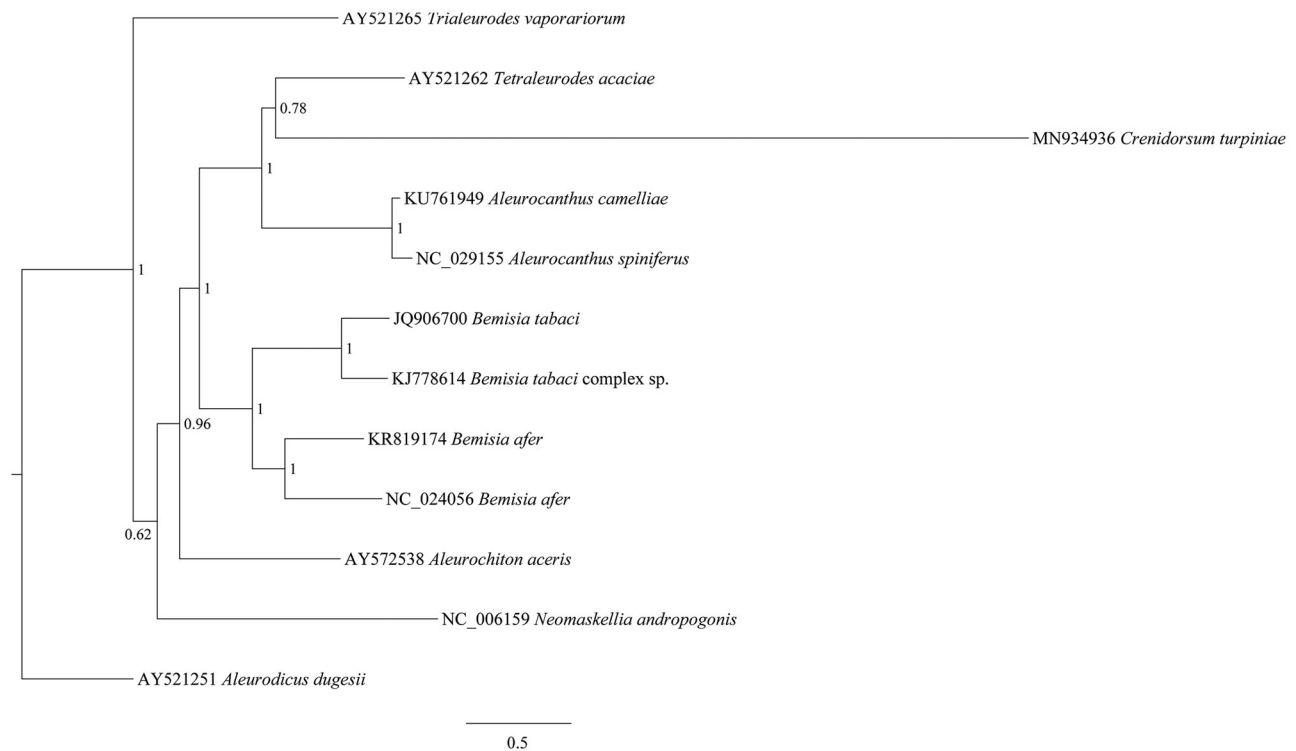 AY521265 Trialeurodes vaporariorum
AY521262 Tetraleurodes acaciae
0.78
MN934936 Crenidorsum turpiniae
1
KU761949 Aleurocanthus camelliae
1
NC_029155 Aleurocanthus spiniferus
1
1
JQ906700 Bemisia tabaci
1
KJ778614 Bemisia tabaci complex sp.
1
0.96
KR819174 Bemisia afer
1
NC_024056 Bemisia afer
0.62
AY572538 Aleurochiton aceris
NC_006159 Neomaskellia andropogonis
AY521251 Aleurodicus dugesii
0.5